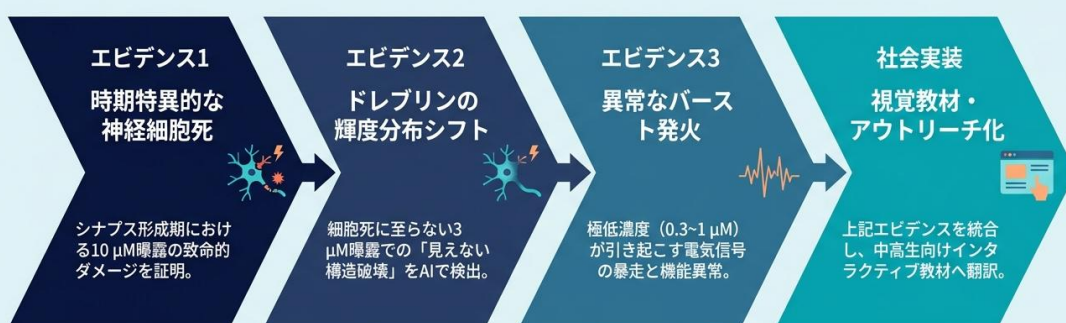 エビデンス1
時期特異的な
神経細胞死
シナプス形成期におけ
る10 μM曝露の致命的
ダメージを証明。
エビデンス2
ドレブリンの
輝度分布シフト
細胞死に至らない3
μM曝露での「見えない
構造破壊」をAIで検出。
エビデンス3
異常なバース
ト発火
極低濃度（0.3~1 μM）
が引き起こす電気信号
の暴走と機能異常。
社会実装
視覚教材・
アウトリーチ化
上記エビデンスを統合
し、中高生向けインタ
ラクティブ教材へ翻訳。